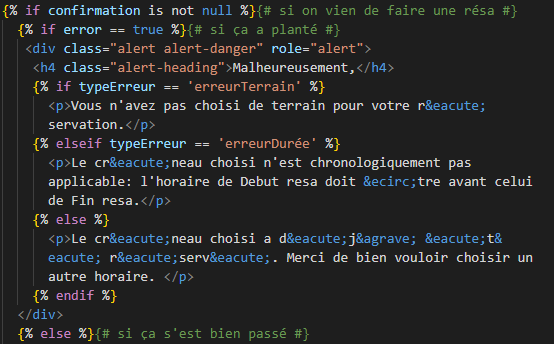 {% if confirmation is not null %}{# si on vien de faire une résa #}
{% if error == true %}{# si ça a planté #}
<div class="alert alert-danger" role="alert">
<h4 class="alert-heading">Malheureusement,</h4>
{% if typeErreur == 'erreurTerrain' %}
<p>Vous n'avez pas choisi de terrain pour votre r&eacute;
servation.</p>
{% elseif typeErreur == 'erreurDurée' %}
<p>Le cr&eacute;neau choisi n'est chronologiquement pas
applicable: l'horaire de Debut resa doit &ecirc;tre avant celui
de Fin resa.</p>
{% else %}
<p>Le cr&eacute;neau choisi a d&eacute;j&agrave; &eacute;t&
eacute; r&eacute;serv&eacute;. Merci de bien vouloir choisir un
autre horaire. </p>
{% endif %}
</div>
{% else %}{# si ça s'est bien passé #}